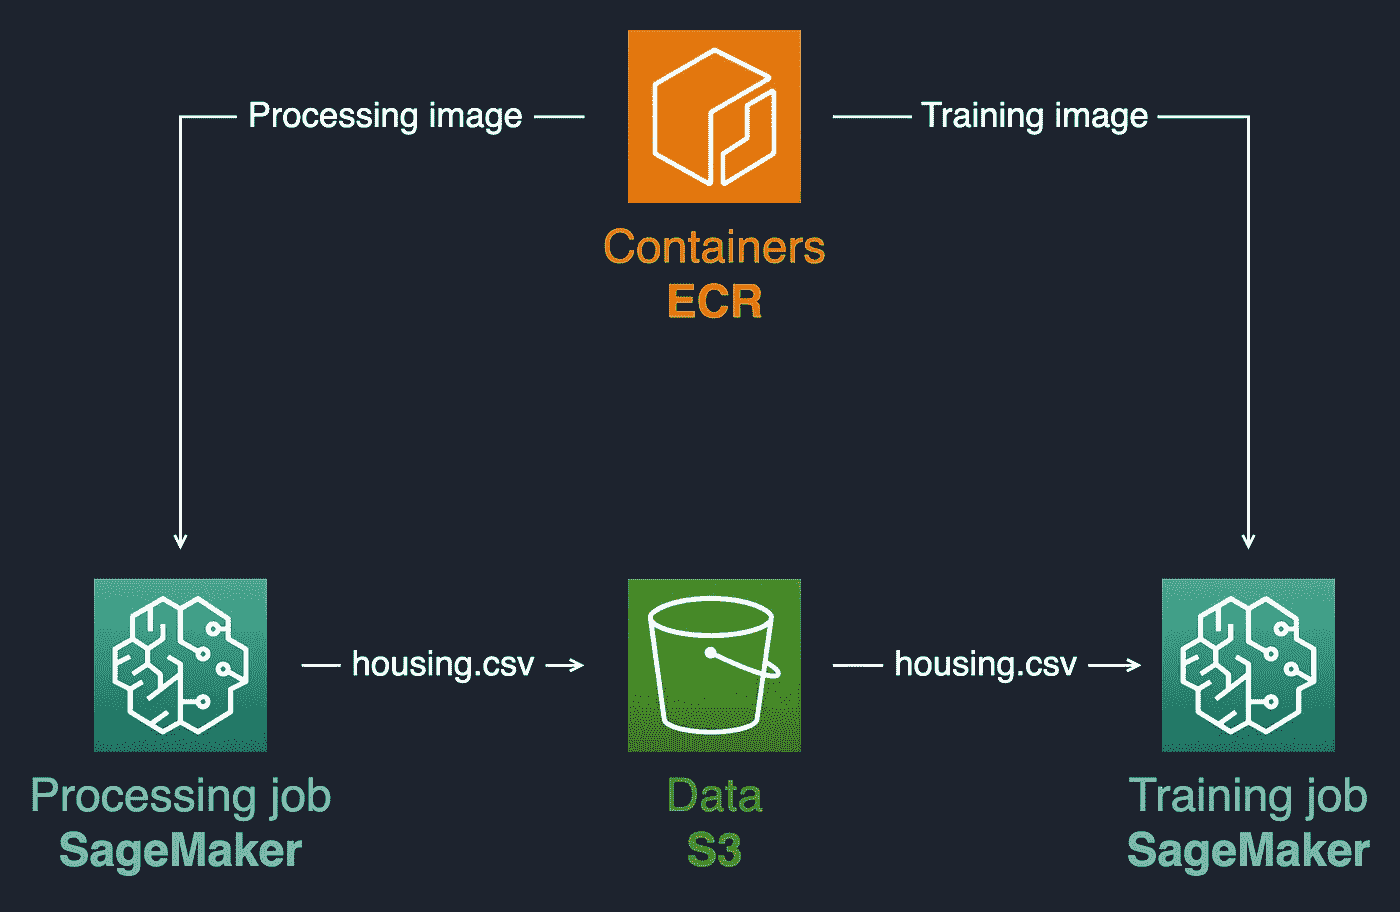 Processing image
Training image
Containers
ECR
housing.csv
housing.csv
Processing job
SageMaker
Data
S3
Training job
SageMaker